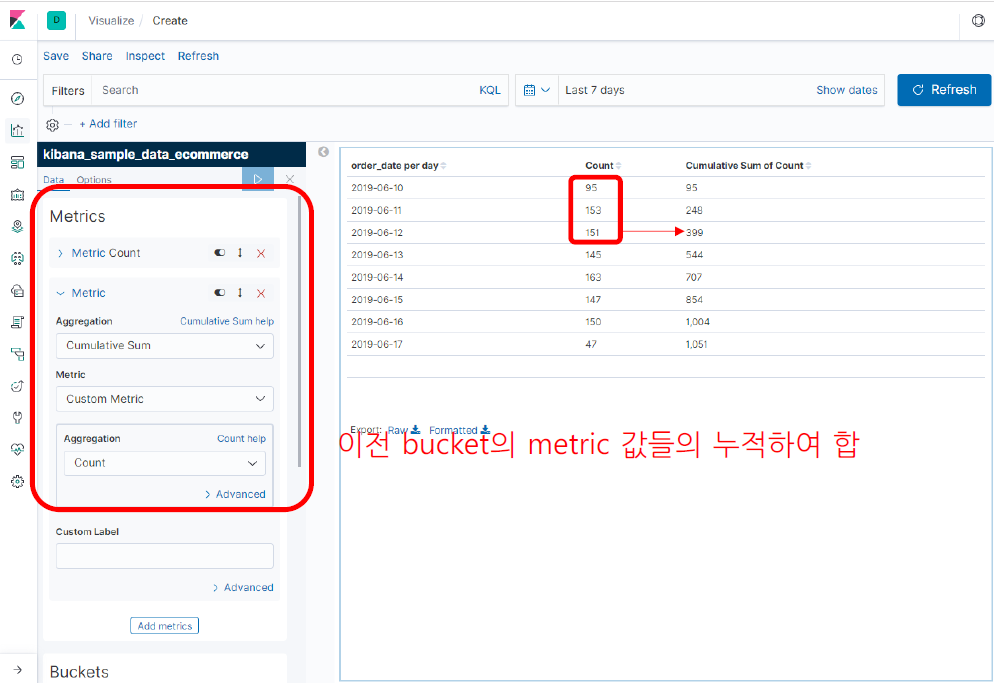 D Visualize / Create
Save Share Inspect Refresh
Filters Search KQL Last 7 days Show dates Refresh
+ Add filter
kibana_sample_data_ecommerce
Data Options
Metrics
Metric Count
Metric
Aggregation Cumulative Sum help
Cumulative Sum
Metric
Custom Metric
Aggregation Count help
Count
Advanced
Custom Label
Advanced
Add metrics
Buckets
order_date per day Count Cumulative Sum of Count
2019-06-10 95 95
2019-06-11 153 248
2019-06-12 151 399
2019-06-13 145 544
2019-06-14 163 707
2019-06-15 147 854
2019-06-16 150 1,004
2019-06-17 47 1,051
Export: Raw Formatted
이전 bucket의 metric 값들의 누적하여 합